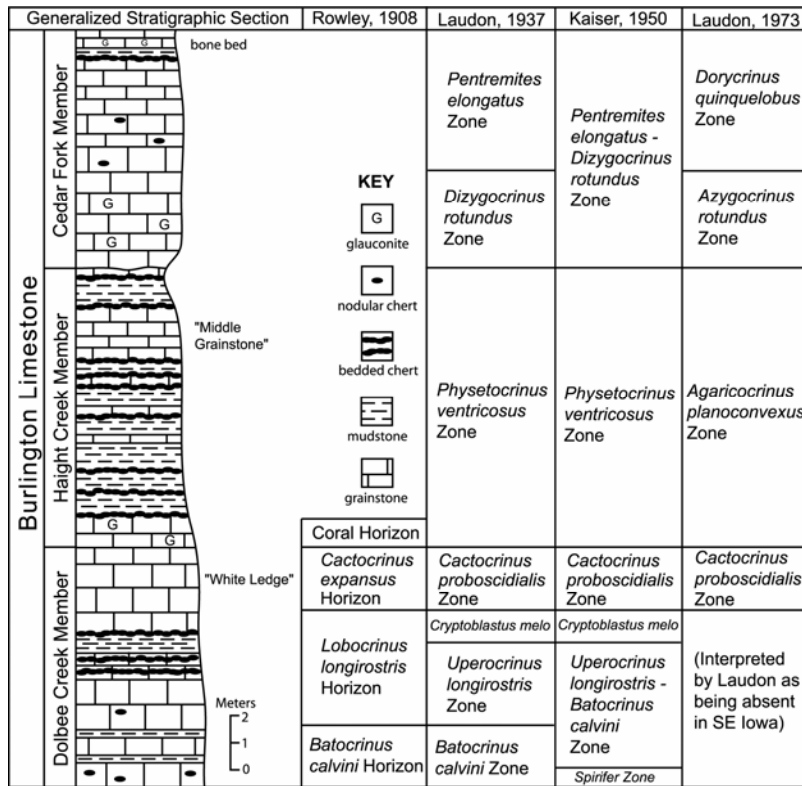 Generalized Stratigraphic Section
Rowley, 1908
Laudon, 1937
Kaiser, 1950
Laudon, 1973
Burlington Limestone
Cedar Fork Member
Haight Creek Member
Dolbee Creek Member
G
G
bone bed
G
G
G
"Middle
Grainstone"
G
G
"White Ledge"
Meters
2
1
0
KEY
G
glauconite
nodular chert
bedded chert
mudstone
grainstone
Coral Horizon
Cactocrinus
expansus
Horizon
Lobocrinus
longirostris
Horizon
Batocrinus
calvini Horizon
Pentremites
elongatus
Zone
Dizygocrinus
rotundus
Zone
Physetocrinus
ventricosus
Zone
Cactocrinus
proboscidialis
Zone
Cryptoblastus melo
Uperocrinus
longirostris
Zone
Batocrinus
calvini Zone
Pentremites
elongatus -
Dizygocrinus
rotundus
Zone
Physetocrinus
ventricosus
Zone
Cactocrinus
proboscidialis
Zone
Cryptoblastus melo
Uperocrinus
longirostris -
Batocrinus
calvini
Zone
Spirifer Zone
Dorycrinus
quinquelobus
Zone
Azygocrinus
rotundus
Zone
Agaricocrinus
planoconvexus
Zone
Cactocrinus
proboscidialis
Zone
(Interpreted
by Laudon as
being absent
in SE Iowa)